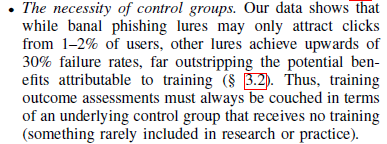 • The necessity of control groups. Our data shows that
while banal phishing lures may only attract clicks
from 1–2% of users, other lures achieve upwards of
30% failure rates, far outstripping the potential ben-
efits attributable to training (§ 3.2). Thus, training
outcome assessments must always be couched in terms
of an underlying control group that receives no training
(something rarely included in research or practice).